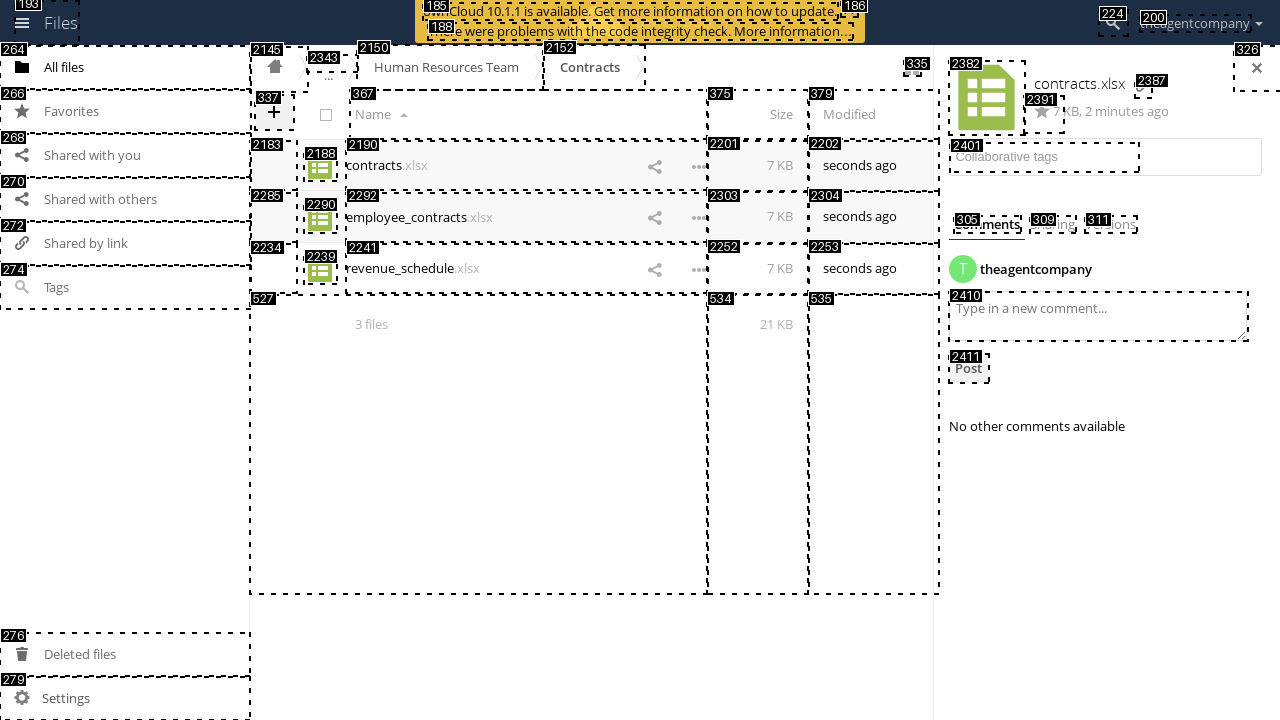 193
Files
185
ownCloud 10.1.1 is available. Get more information on how to update.
186
188
There were problems with the code integrity check. More information…
224
200
theagentcompany
264
All files
266
Favorites
268
Shared with you
270
Shared with others
272
Shared by link
274
Tags
276
Deleted files
279
Settings
2145
2343
...
2150
Human Resources Team
2152
Contracts
335
326
337
+
367
Name
375
Size
379
Modified
2183
2188
2190
contracts.xlsx
2201
7 KB
2202
seconds ago
2285
2290
2292
employee_contracts.xlsx
2303
7 KB
2304
seconds ago
2234
2239
2241
revenue_schedule.xlsx
2252
7 KB
2253
seconds ago
527
3 files
534
21 KB
535
2382
contracts.xlsx
2387
2391
7 KB, 2 minutes ago
2401
Collaborative tags
305
Comments
309
Sharing
311
Versions
T
theagentcompany
2410
Type in a new comment...
2411
Post
No other comments available